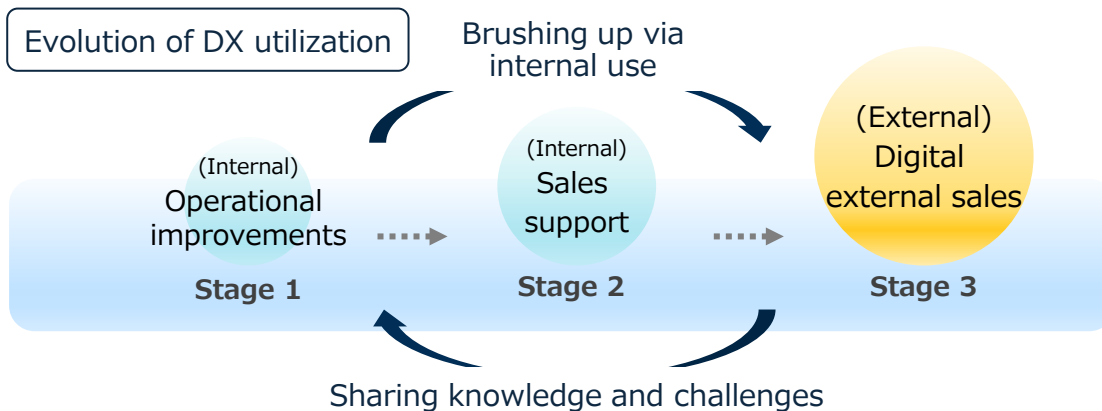 Evolution of DX utilization
Brushing up via
internal use
(Internal)
Operational
improvements
Stage 1
(Internal)
Sales
support
Stage 2
(External)
Digital
external sales
Stage 3
Sharing knowledge and challenges